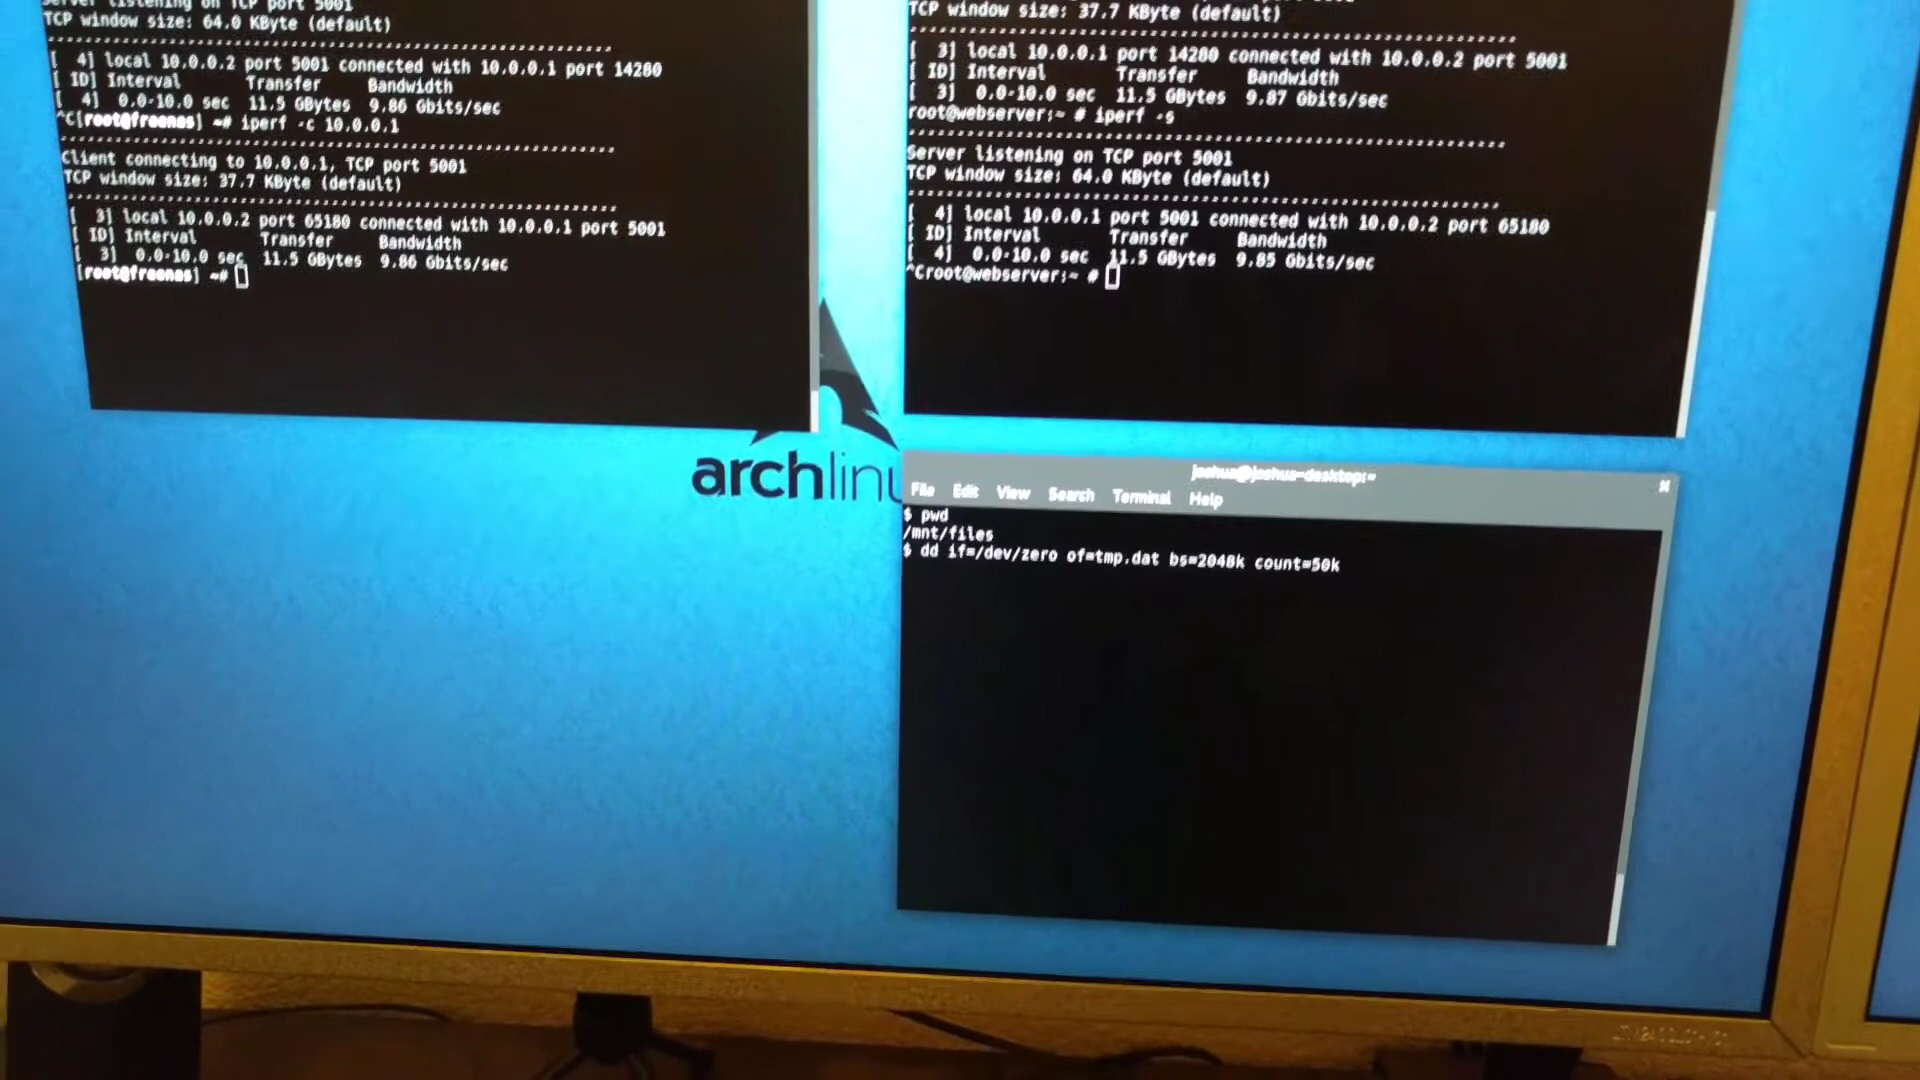 Server listening on TCP port 5001
TCP window size: 64.0 KByte (default)
[  4] local 10.0.0.2 port 5001 connected with 10.0.0.1 port 14280
[ ID] Interval       Transfer     Bandwidth
[  4]  0.0-10.0 sec  11.5 GBytes  9.86 Gbits/sec
^C[root@freenas] ~# iperf -c 10.0.0.1
Client connecting to 10.0.0.1, TCP port 5001
TCP window size: 37.7 KByte (default)
[  3] local 10.0.0.2 port 65180 connected with 10.0.0.1 port 5001
[ ID] Interval       Transfer     Bandwidth
[  3]  0.0-10.0 sec  11.5 GBytes  9.86 Gbits/sec
[root@freenas] ~#
TCP window size: 37.7 KByte (default)
[  3] local 10.0.0.1 port 14280 connected with 10.0.0.2 port 5001
[ ID] Interval       Transfer     Bandwidth
[  3]  0.0-10.0 sec  11.5 GBytes  9.87 Gbits/sec
root@webserver:~ # iperf -s
Server listening on TCP port 5001
TCP window size: 64.0 KByte (default)
[  4] local 10.0.0.1 port 5001 connected with 10.0.0.2 port 65180
[ ID] Interval       Transfer     Bandwidth
[  4]  0.0-10.0 sec  11.5 GBytes  9.85 Gbits/sec
^Croot@webserver:~ #
archlinu
joshua@joshua-desktop:~
File Edit View Search Terminal Help
$ pwd
/mnt/files
$ dd if=/dev/zero of=tmp.dat bs=2048k count=50k